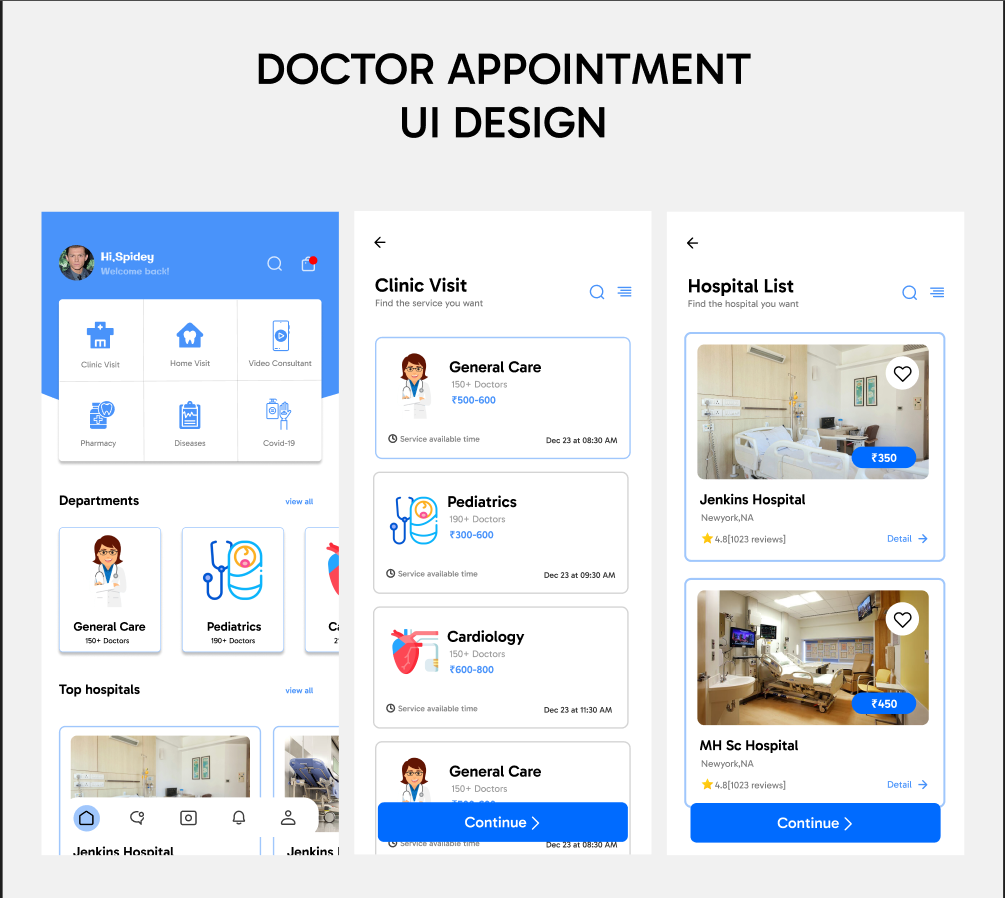 DOCTOR APPOINTMENT
UI DESIGN
Hi,Spidey
Welcome back!
Clinic Visit
Home Visit
Video Consultant
Pharmacy
Diseases
Covid-19
Departments
view all
General Care
150+ Doctors
Pediatrics
190+ Doctors
Ca
Top hospitals
view all
Jenkins Hospital
Jenkins
Clinic Visit
Find the service you want
General Care
150+ Doctors
₹500-600
Service available time
Dec 23 at 08:30 AM
Pediatrics
190+ Doctors
₹300-600
Service available time
Dec 23 at 09:30 AM
Cardiology
150+ Doctors
₹600-800
Service available time
Dec 23 at 11:30 AM
General Care
150+ Doctors
Continue
Service available time
Dec 23 at 08:30 AM
Hospital List
Find the hospital you want
₹350
Jenkins Hospital
Newyork,NA
4.8[1023 reviews]
Detail
₹450
MH Sc Hospital
Newyork,NA
4.8[1023 reviews]
Detail
Continue